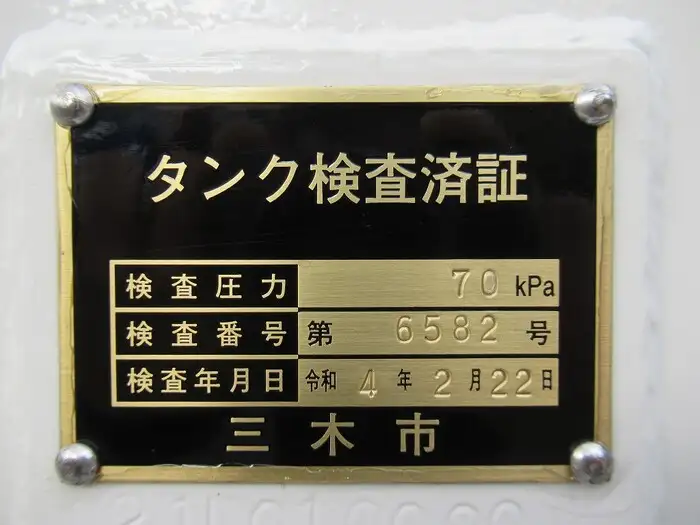 タンク検査済証
検査圧力 70 kPa
検査番号 第 6582 号
検査年月日 令和 4 年 2 月 22 日
三木市